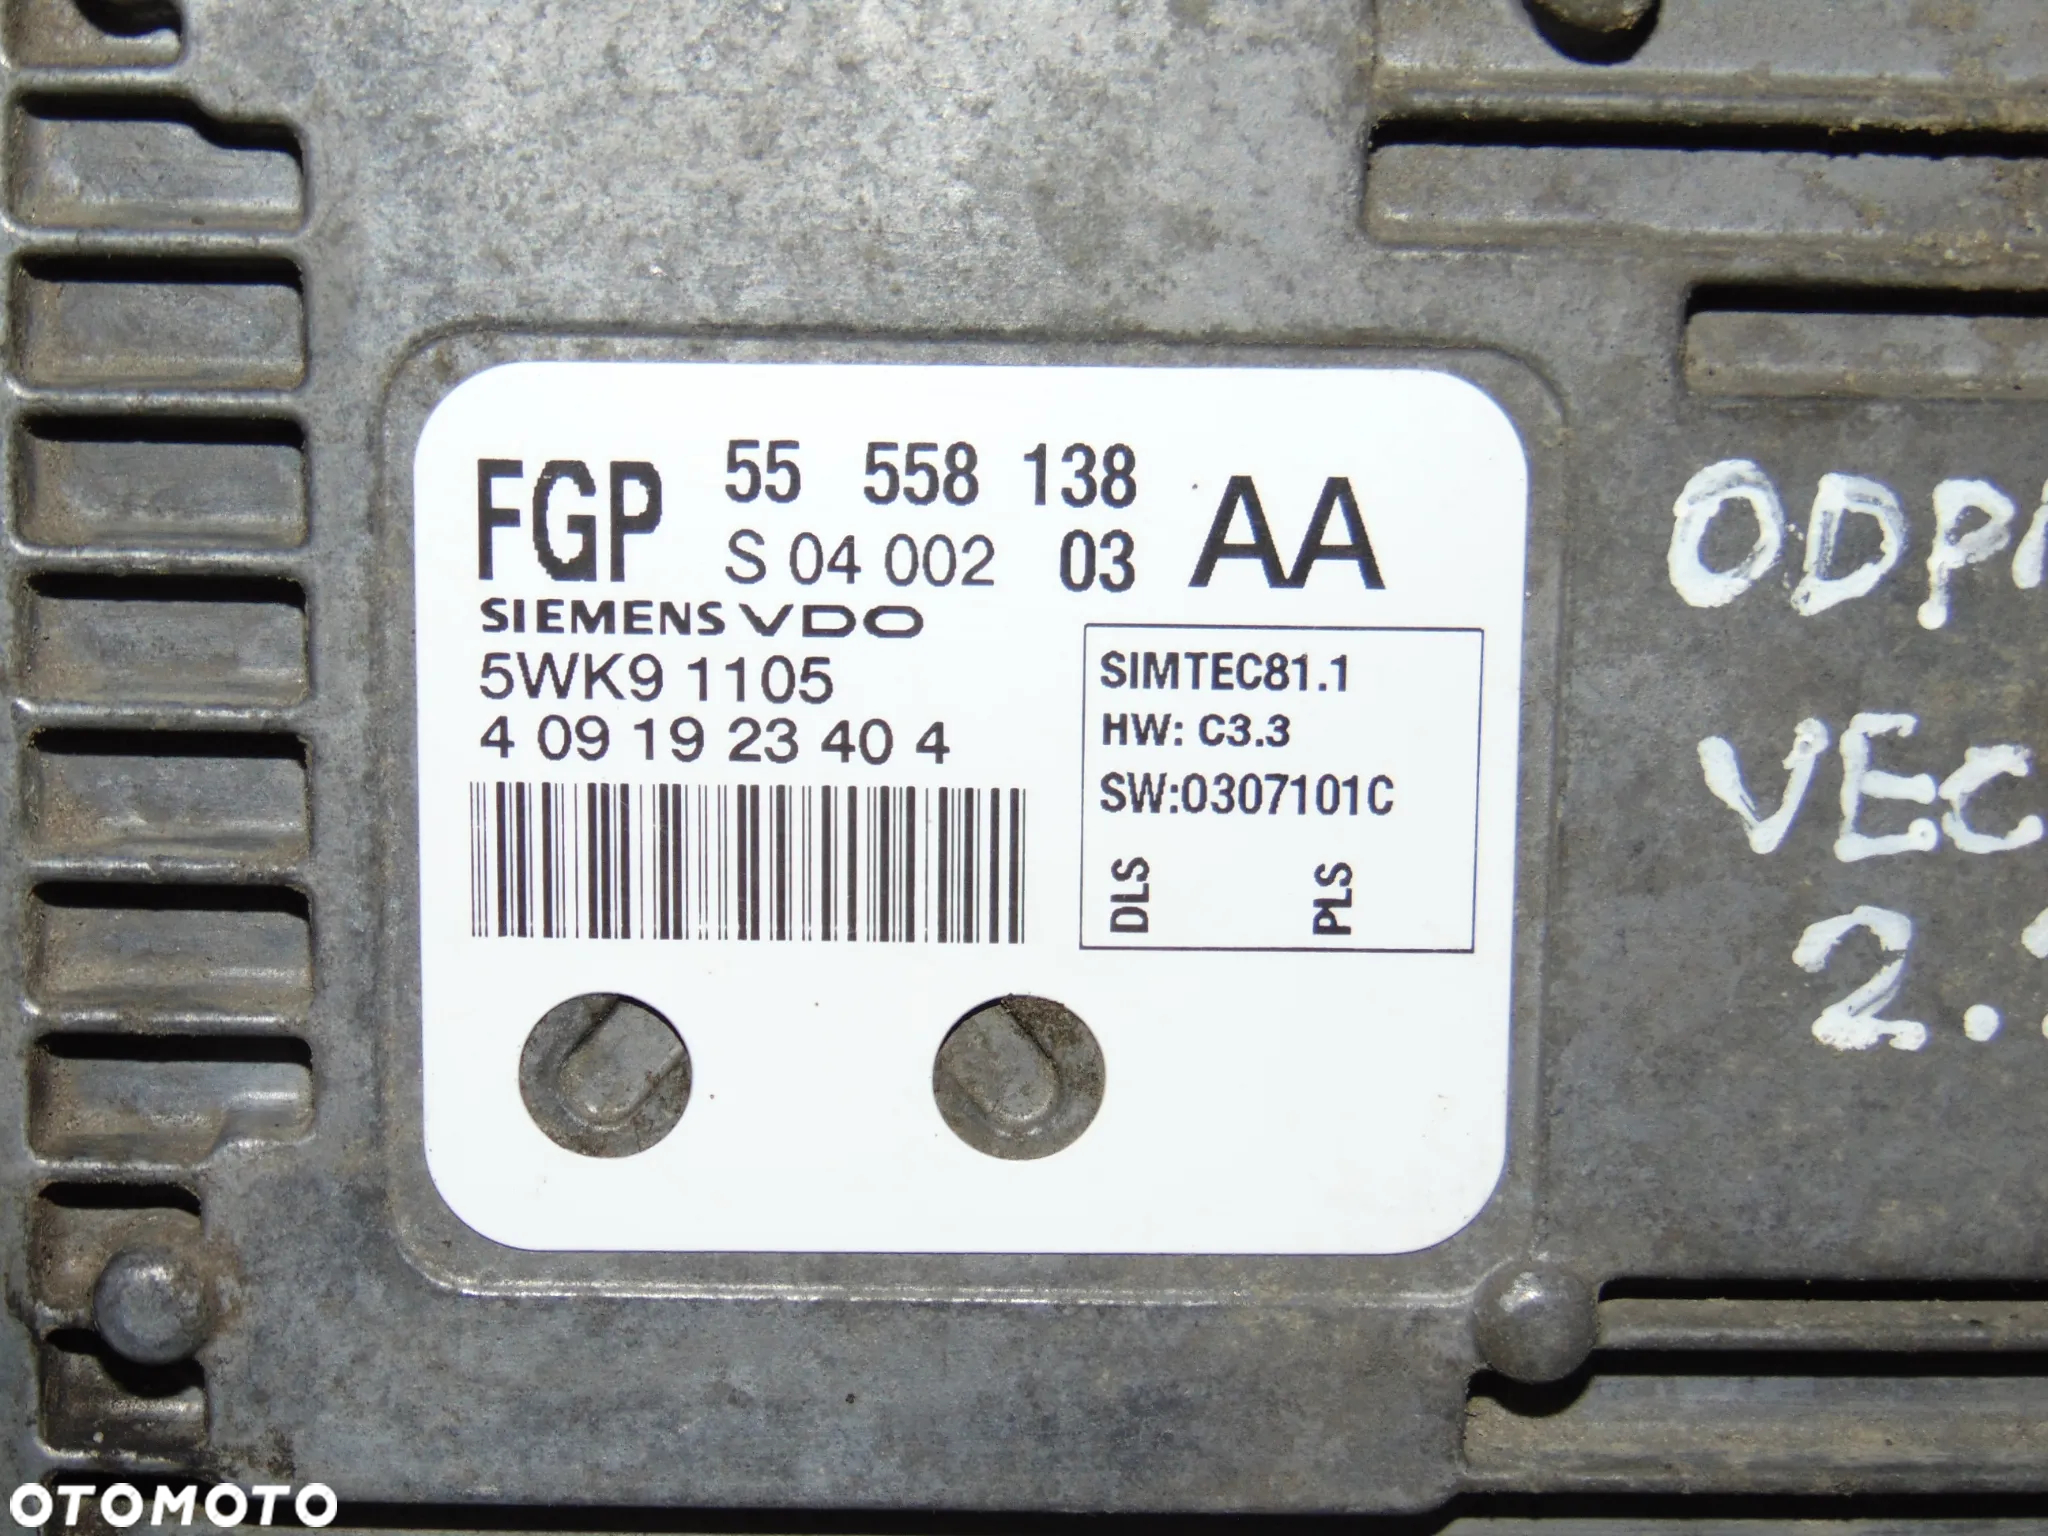 FGP 55 558 138 AA
S 04 002 03
SIEMENS VDO
5WK9 1105
4 09 19 23 40 4
SIMTEC81.1
HW: C3.3
SW:0307101C
DLS PLS
2.
OTOMOTO